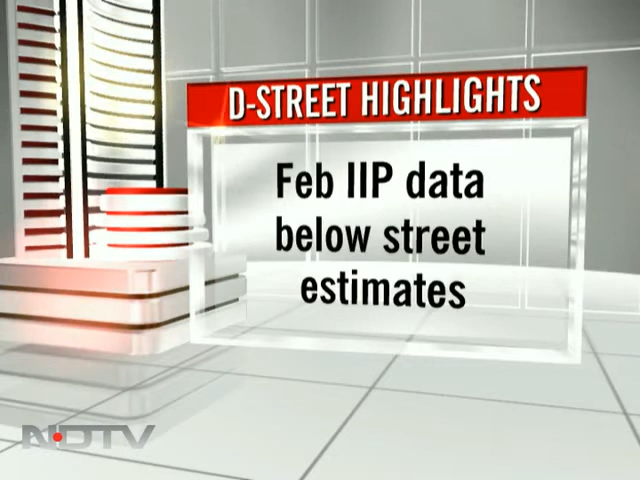 D-STREET HIGHLIGHTS
Feb IIP data
below street
estimates
NDTV